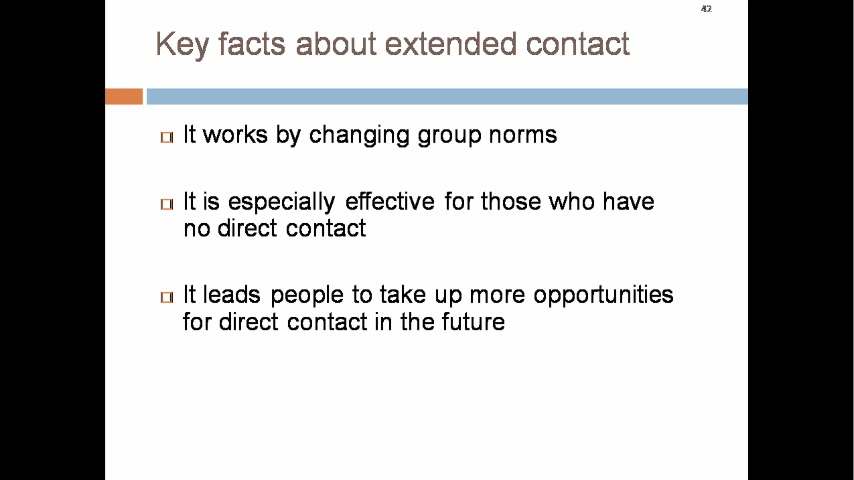 42
Key facts about extended contact
It works by changing group norms
It is especially effective for those who have
no direct contact
It leads people to take up more opportunities
for direct contact in the future